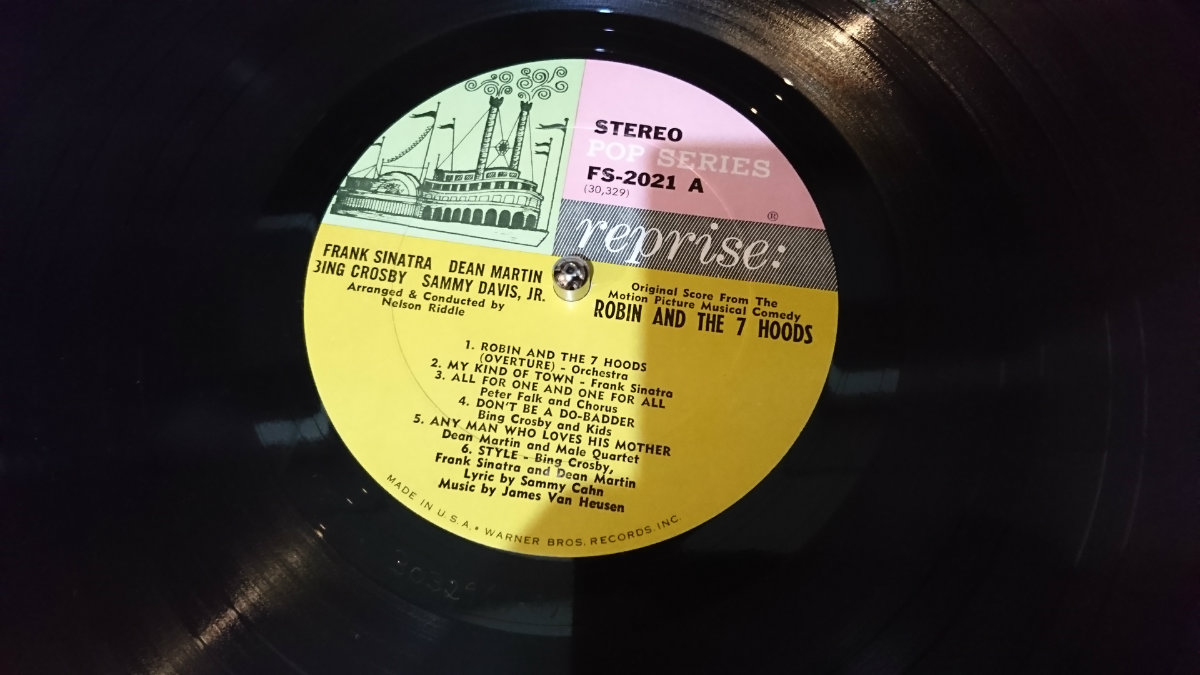 STEREO
POP SERIES
FS-2021 A
(30,329)
®
reprise:
FRANK SINATRA DEAN MARTIN
BING CROSBY SAMMY DAVIS, JR.
Arranged & Conducted by
Nelson Riddle
Original Score From The
Motion Picture Musical Comedy
ROBIN AND THE 7 HOODS
1. ROBIN AND THE 7 HOODS
(OVERTURE) - Orchestra
2. MY KIND OF TOWN - Frank Sinatra
3. ALL FOR ONE AND ONE FOR ALL
Peter Falk and Chorus
4. DON'T BE A DO-BADDER
Bing Crosby and Kids
5. ANY MAN WHO LOVES HIS MOTHER
Dean Martin and Male Quartet
6. STYLE - Bing Crosby,
Frank Sinatra and Dean Martin
Lyric by Sammy Cahn
Music by James Van Heusen
MADE IN U.S.A. • WARNER BROS. RECORDS, INC.